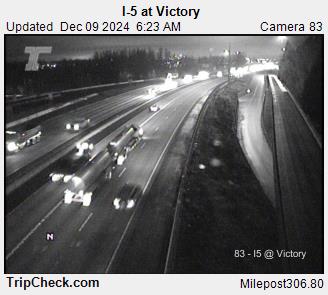 I-5 at Victory
Updated  Dec 09 2024  6:23 AM
Camera 83
T
N
83 - I5 @ Victory
TripCheck.com
Milepost306.80